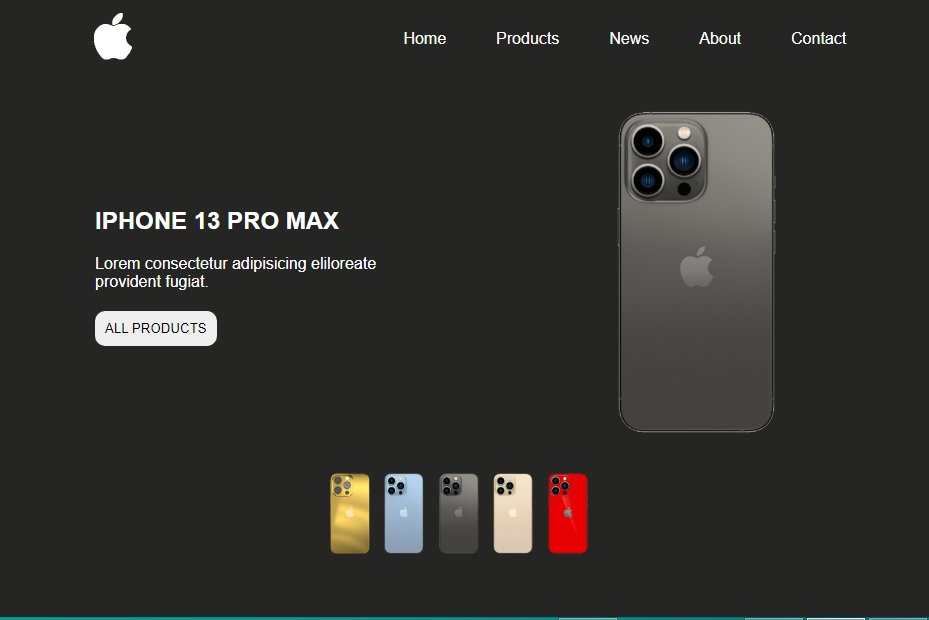 Home Products News About Contact
IPHONE 13 PRO MAX
Lorem consectetur adipisicing eliloreate
provident fugiat.
ALL PRODUCTS